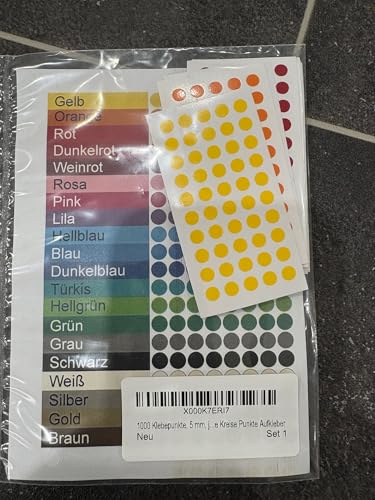 Gelb
Orange
Rot
Dunkelrot
Weinrot
Rosa
Pink
Lila
Hellblau
Blau
Dunkelblau
Türkis
Hellgrün
Grün
Grau
Schwarz
Weiß
Silber
Gold
Braun
X000K7ERI7
1000 Klebepunkte, 5 mm, j...e Kreise Punkte Aufkleber
Neu
Set 1